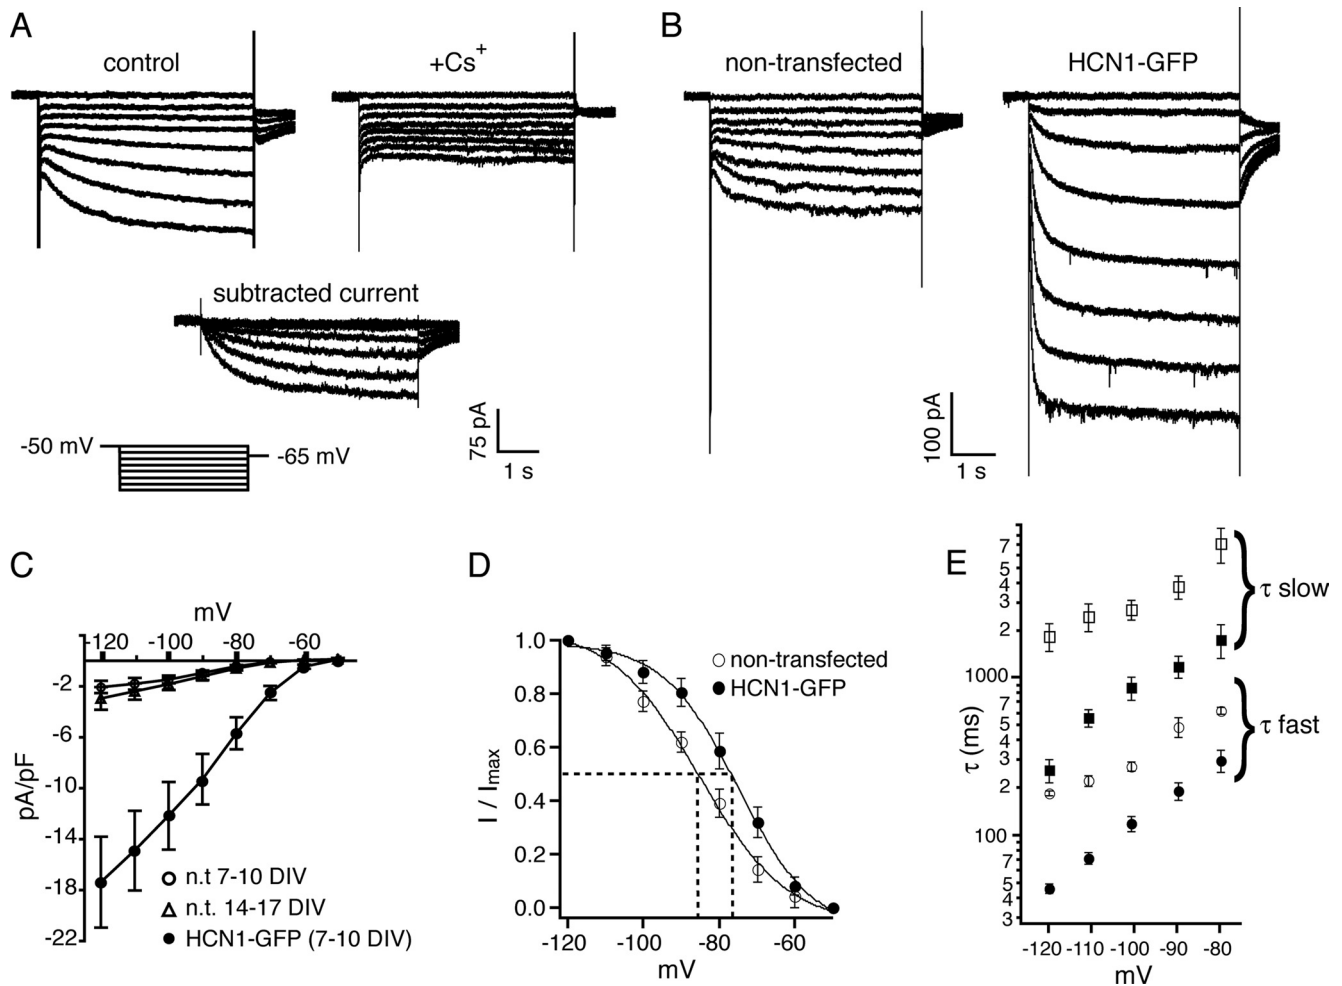 A
control
+Cs+
subtracted current
-50 mV
-65 mV
75 pA
1 s
B
non-transfected
HCN1-GFP
100 pA
1 s
C
mV
-120 -100 -80 -60
-2
-6
-10
-14
-18
-22
pA/pF
n.t 7-10 DIV
n.t. 14-17 DIV
HCN1-GFP (7-10 DIV)
D
1.0
0.8
0.6
0.4
0.2
0.0
I / Imax
non-transfected
HCN1-GFP
-120 -100 -80 -60
mV
E
7
5
4
3
2
1000
7
5
4
3
2
100
7
5
4
3
τ (ms)
τ slow
τ fast
-120 -110 -100 -90 -80
mV